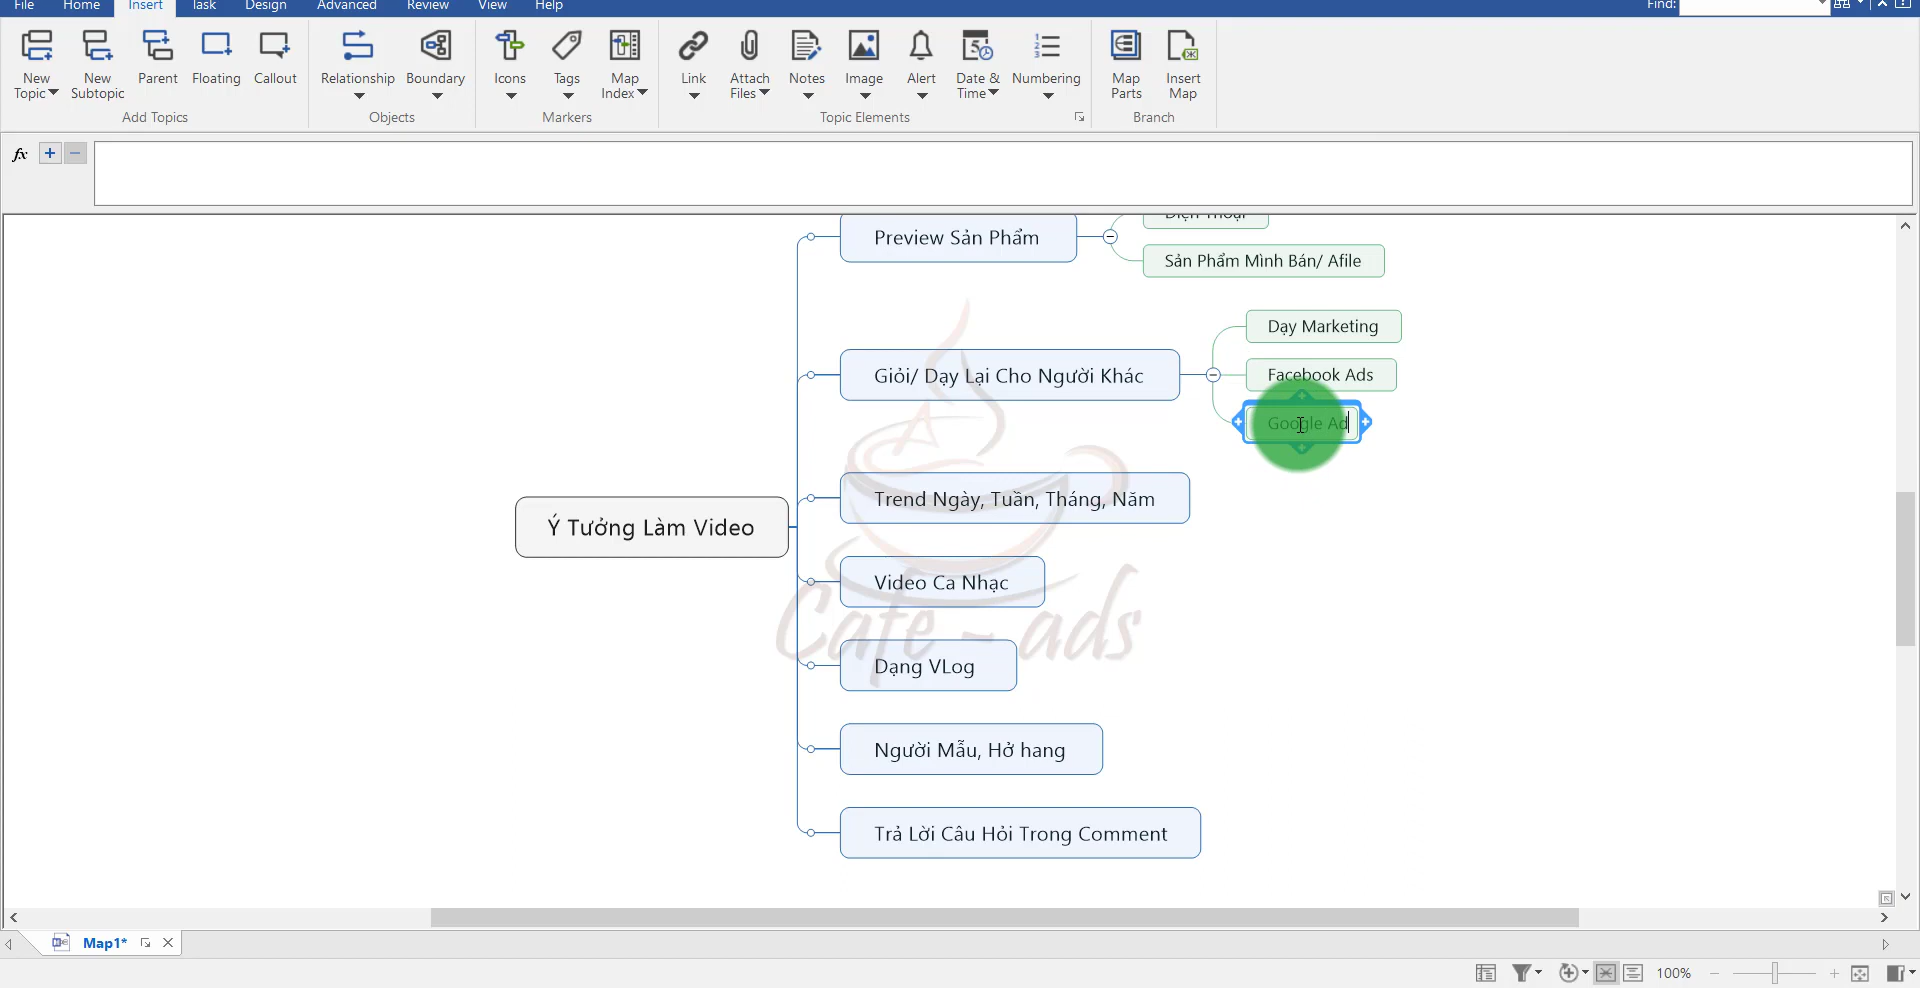 File Home Insert Task Design Advanced Review View Help Find:
New Topic
New Subtopic
Parent
Floating
Callout
Relationship
Boundary
Icons
Tags
Map Index
Link
Attach Files
Notes
Image
Alert
Date & Time
Numbering
Map Parts
Insert Map
Add Topics
Objects
Markers
Topic Elements
Branch
fx
Điện Thoại
Preview Sản Phẩm
Sản Phẩm Mình Bán/ Afile
Dạy Marketing
Giỏi/ Dạy Lại Cho Người Khác
Facebook Ads
Google Ad
Trend Ngày, Tuần, Tháng, Năm
Ý Tưởng Làm Video
Video Ca Nhạc
Cafe - ads
Dạng VLog
Người Mẫu, Hở hang
Trả Lời Câu Hỏi Trong Comment
Map1*
100%